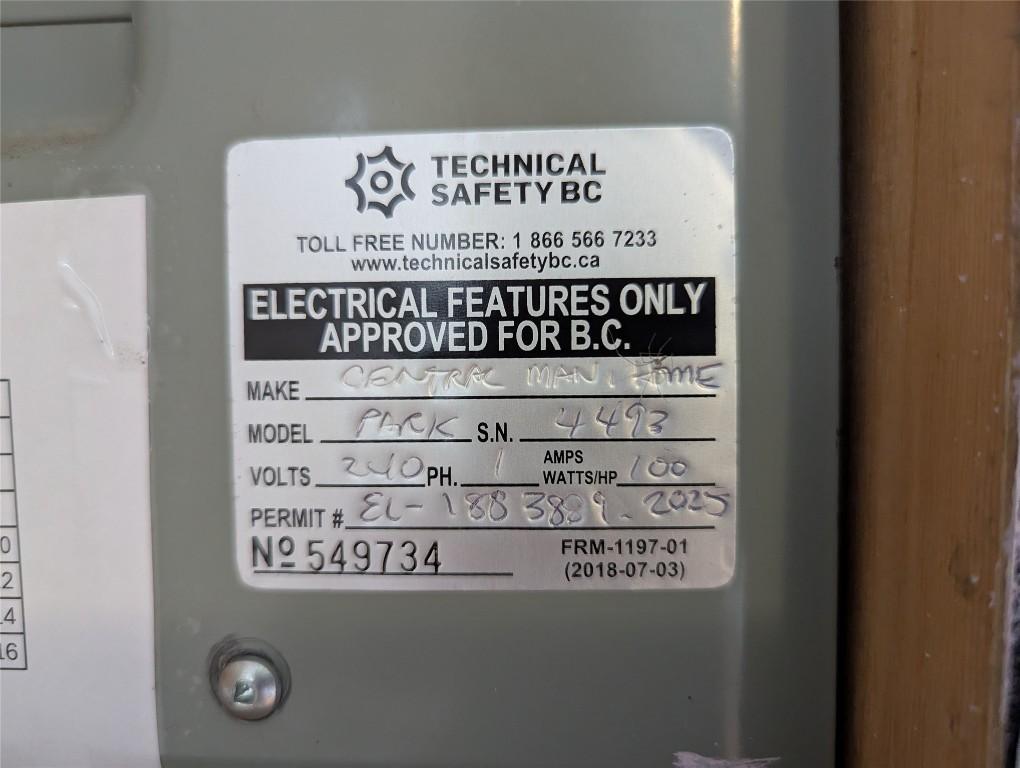 TECHNICAL
SAFETY BC
TOLL FREE NUMBER: 1 866 566 7233
www.technicalsafetybc.ca
ELECTRICAL FEATURES ONLY
APPROVED FOR B.C.
MAKE CENTRAL MAN. HOME
MODEL PARK S.N. 4493
VOLTS 240 PH. 1 AMPS WATTS/HP 100
PERMIT # EL-1883889-2025
Nº 549734
FRM-1197-01
(2018-07-03)
0
2
14
16